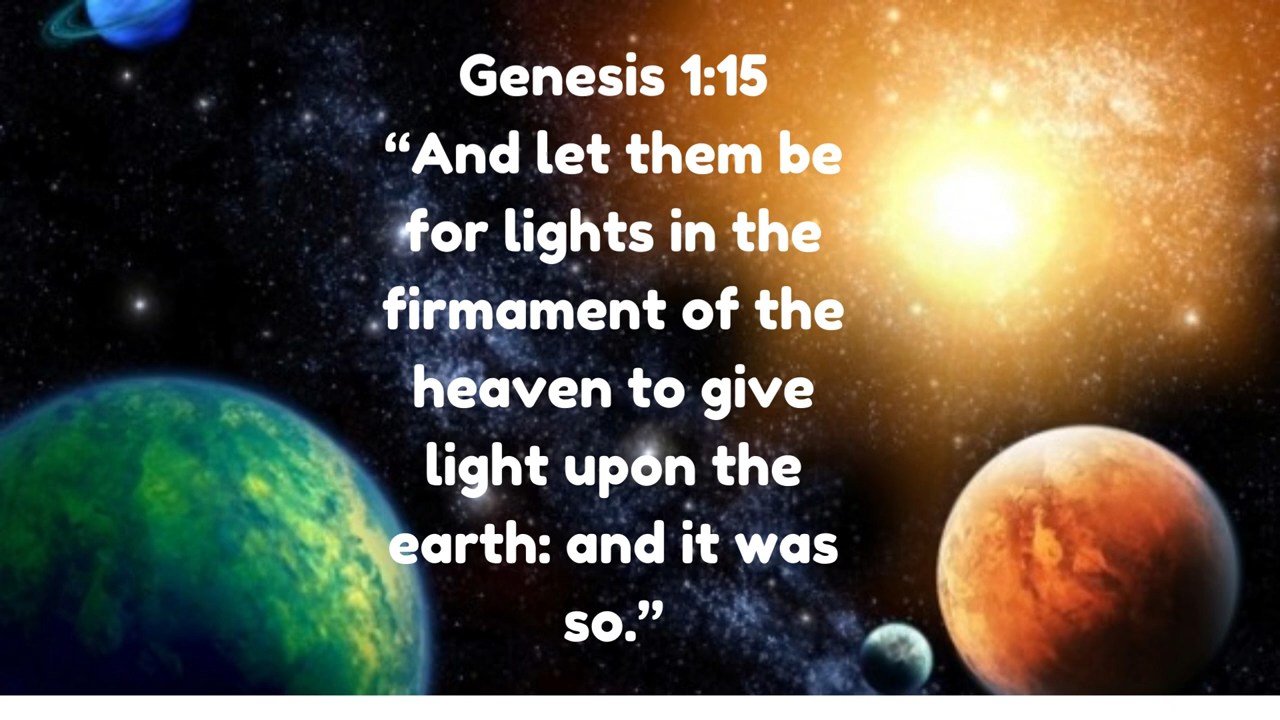 Genesis 1:15
“And let them be
for lights in the
firmament of the
heaven to give
light upon the
earth: and it was
so.”